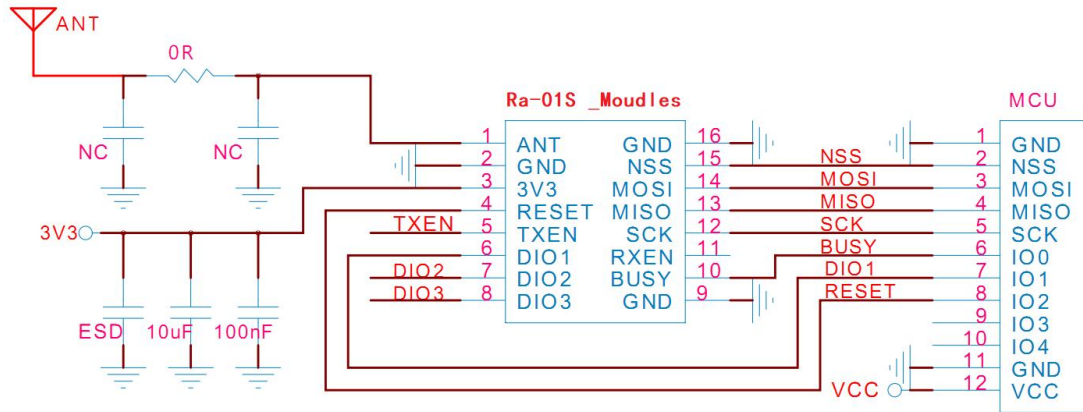 ANT
0R
NC
NC
3V3
ESD
10uF
100nF
Ra-01S _Moudles
1 ANT
2 GND
3 3V3
4 RESET
5 TXEN
6 DIO1
7 DIO2
8 DIO3
TXEN
DIO2
DIO3
GND 16
NSS 15
MOSI 14
MISO 13
SCK 12
RXEN 11
BUSY 10
GND 9
NSS
MOSI
MISO
SCK
BUSY
DIO1
RESET
VCC
MCU
1 GND
2 NSS
3 MOSI
4 MISO
5 SCK
6 IO0
7 IO1
8 IO2
9 IO3
10 IO4
11 GND
12 VCC